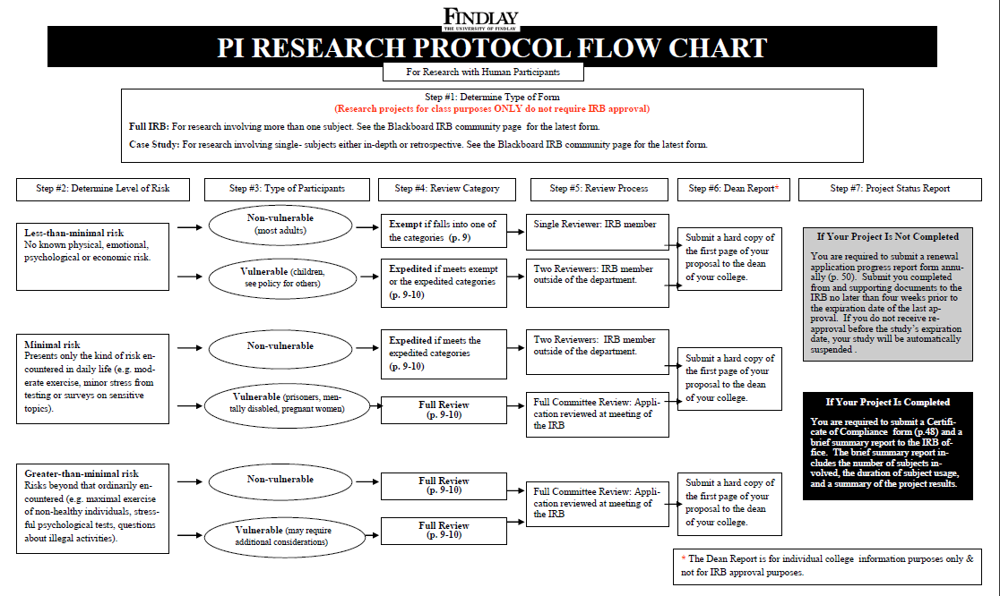 FINDLAY
THE UNIVERSITY OF FINDLAY
PI RESEARCH PROTOCOL FLOW CHART
For Research with Human Participants
Step #1: Determine Type of Form
(Research projects for class purposes ONLY do not require IRB approval)
Full IRB: For research involving more than one subject. See the Blackboard IRB community page for the latest form.
Case Study: For research involving single- subjects either in-depth or retrospective. See the Blackboard IRB community page for the latest form.
Step #2: Determine Level of Risk
Step #3: Type of Participants
Step #4: Review Category
Step #5: Review Process
Step #6: Dean Report*
Step #7: Project Status Report
Less-than-minimal risk
No known physical, emotional,
psychological or economic risk.
Non-vulnerable
(most adults)
Exempt if falls into one of
the categories (p. 9)
Single Reviewer: IRB member
Vulnerable (children,
see policy for others)
Expedited if meets exempt
or the expedited categories
(p. 9-10)
Two Reviewers: IRB member
outside of the department.
Submit a hard copy of
the first page of your
proposal to the dean
of your college.
Minimal risk
Presents only the kind of risk en-
countered in daily life (e.g. mod-
erate exercise, minor stress from
testing or surveys on sensitive
topics).
Non-vulnerable
Expedited if meets the
expedited categories
(p. 9-10)
Two Reviewers: IRB member
outside of the department.
Vulnerable (prisoners, men-
tally disabled, pregnant women)
Full Review
(p. 9-10)
Full Committee Review: Appli-
cation reviewed at meeting of
the IRB
Submit a hard copy of
the first page of your
proposal to the dean
of your college.
Greater-than-minimal risk
Risks beyond that ordinarily en-
countered (e.g. maximal exercise
of non-healthy individuals, stress-
ful psychological tests, questions
about illegal activities).
Non-vulnerable
Full Review
(p. 9-10)
Vulnerable (may require
additional considerations)
Full Review
(p. 9-10)
Full Committee Review: Appli-
cation reviewed at meeting of
the IRB
Submit a hard copy of
the first page of your
proposal to the dean
of your college.
If Your Project Is Not Completed
You are required to submit a renewal
application progress report form annu-
ally (p. 50). Submit you completed
from and supporting documents to the
IRB no later than four weeks prior to
the expiration date of the last ap-
proval. If you do not receive re-
approval before the study's expiration
date, your study will be automatically
suspended .
If Your Project Is Completed
You are required to submit a Certifi-
cate of Compliance form (p.48) and a
brief summary report to the IRB of-
fice. The brief summary report in-
cludes the number of subjects in-
volved, the duration of subject usage,
and a summary of the project results.
* The Dean Report is for individual college information purposes only &
not for IRB approval purposes.